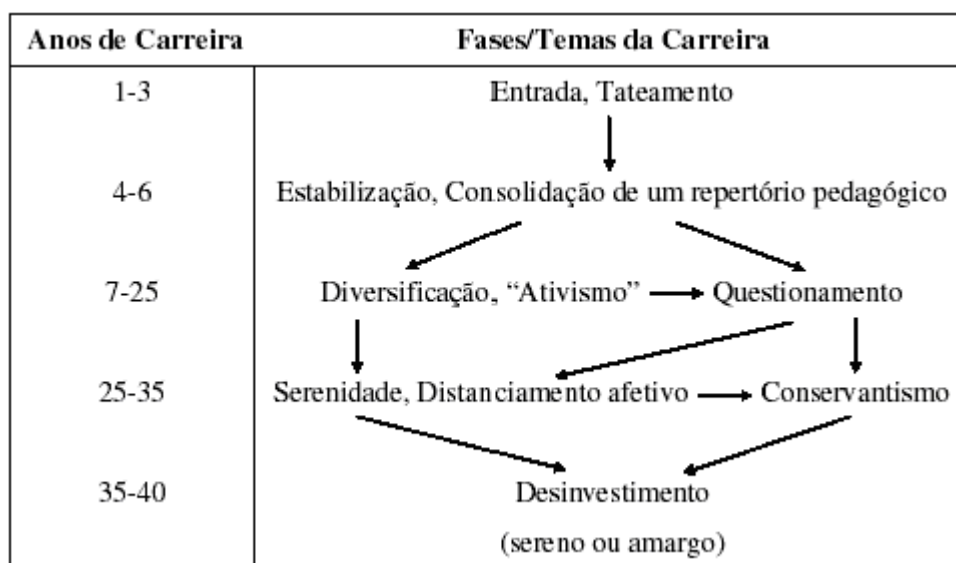 Anos de Carreira Fases/Temas da Carreira
1-3 Entrada, Tateamento
4-6 Estabilização, Consolidação de um repertório pedagógico
7-25 Diversificação, “Ativismo” Questionamento
25-35 Serenidade, Distanciamento afetivo Conservantismo
35-40 Desinvestimento
(sereno ou amargo)